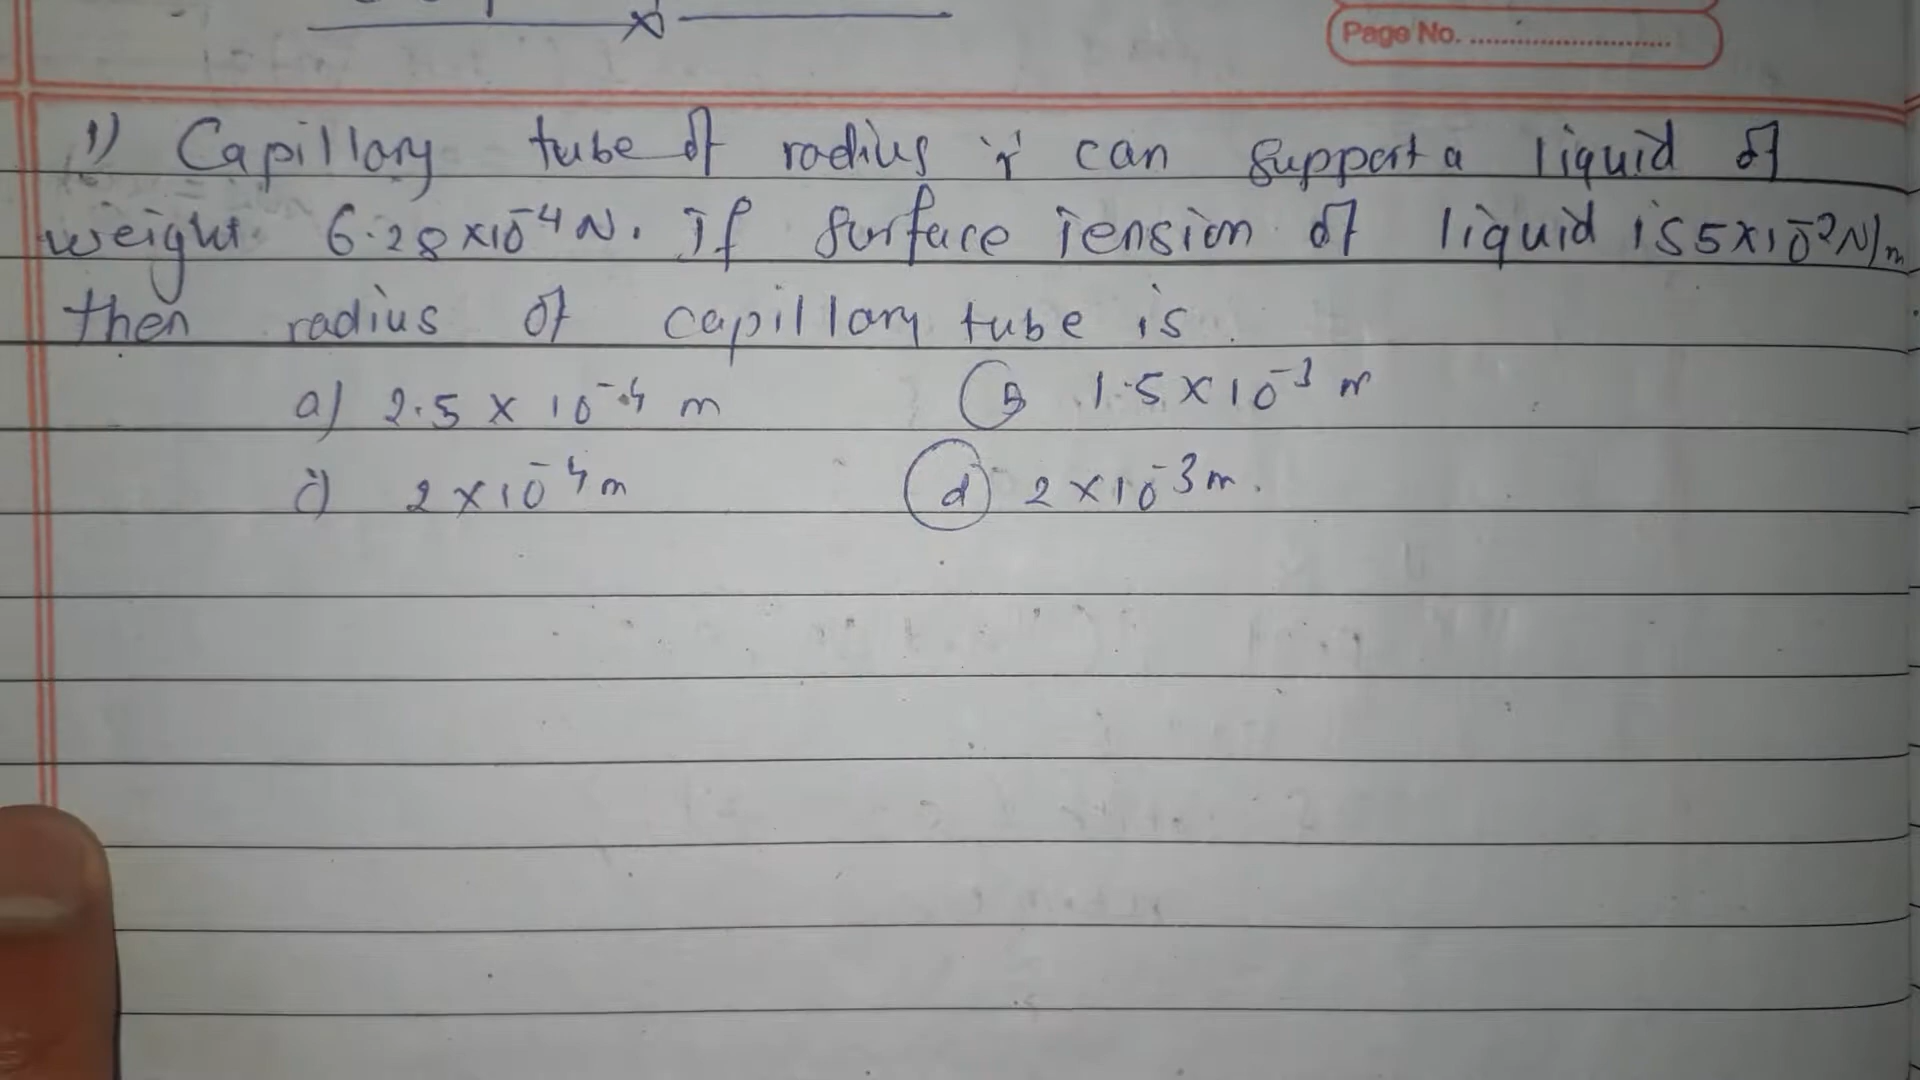 Page No. ..............................
1) Capillary tube of radius 'r' can support a liquid of
weight 6.28×10⁻⁴N. If surface Tension of liquid is 5×10⁻²N/m
then radius of capillary tube is.
a) 2.5 × 10⁻⁴ m b 1.5×10⁻³ m
c) 2×10⁻⁴m d) 2×10⁻³m.